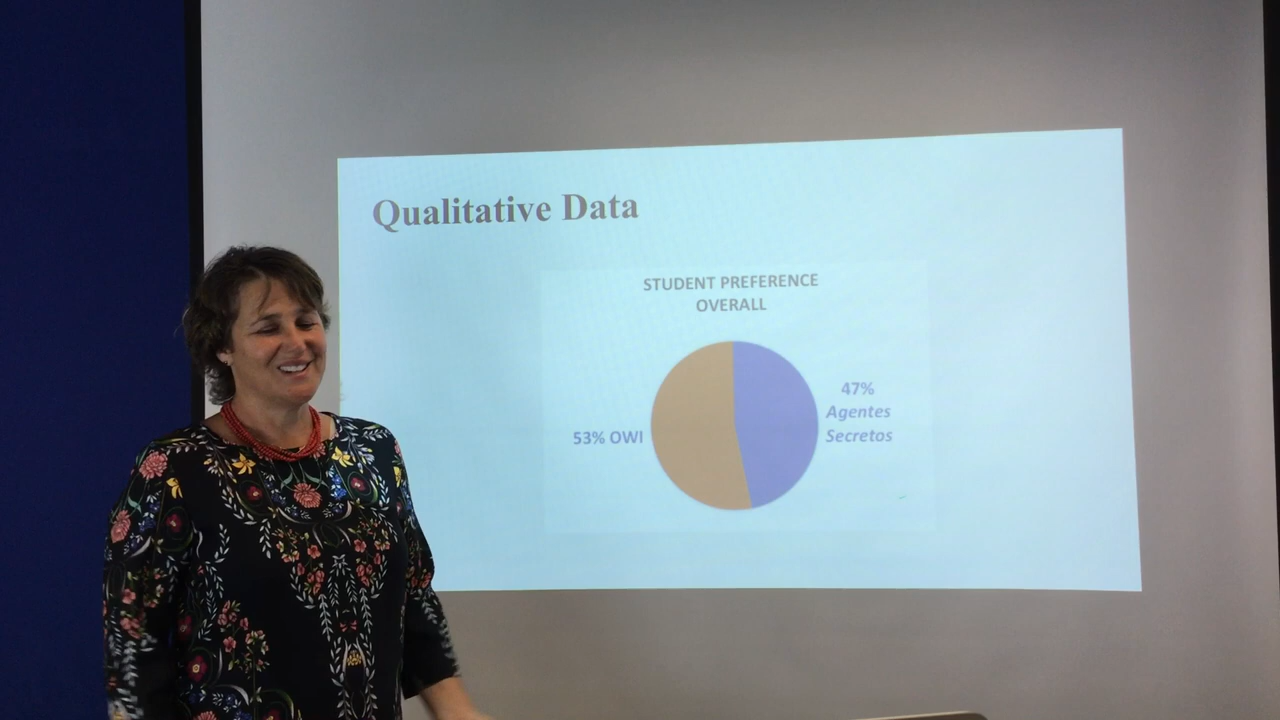 Qualitative Data
STUDENT PREFERENCE
OVERALL
47%
Agentes
Secretos
53% OWI